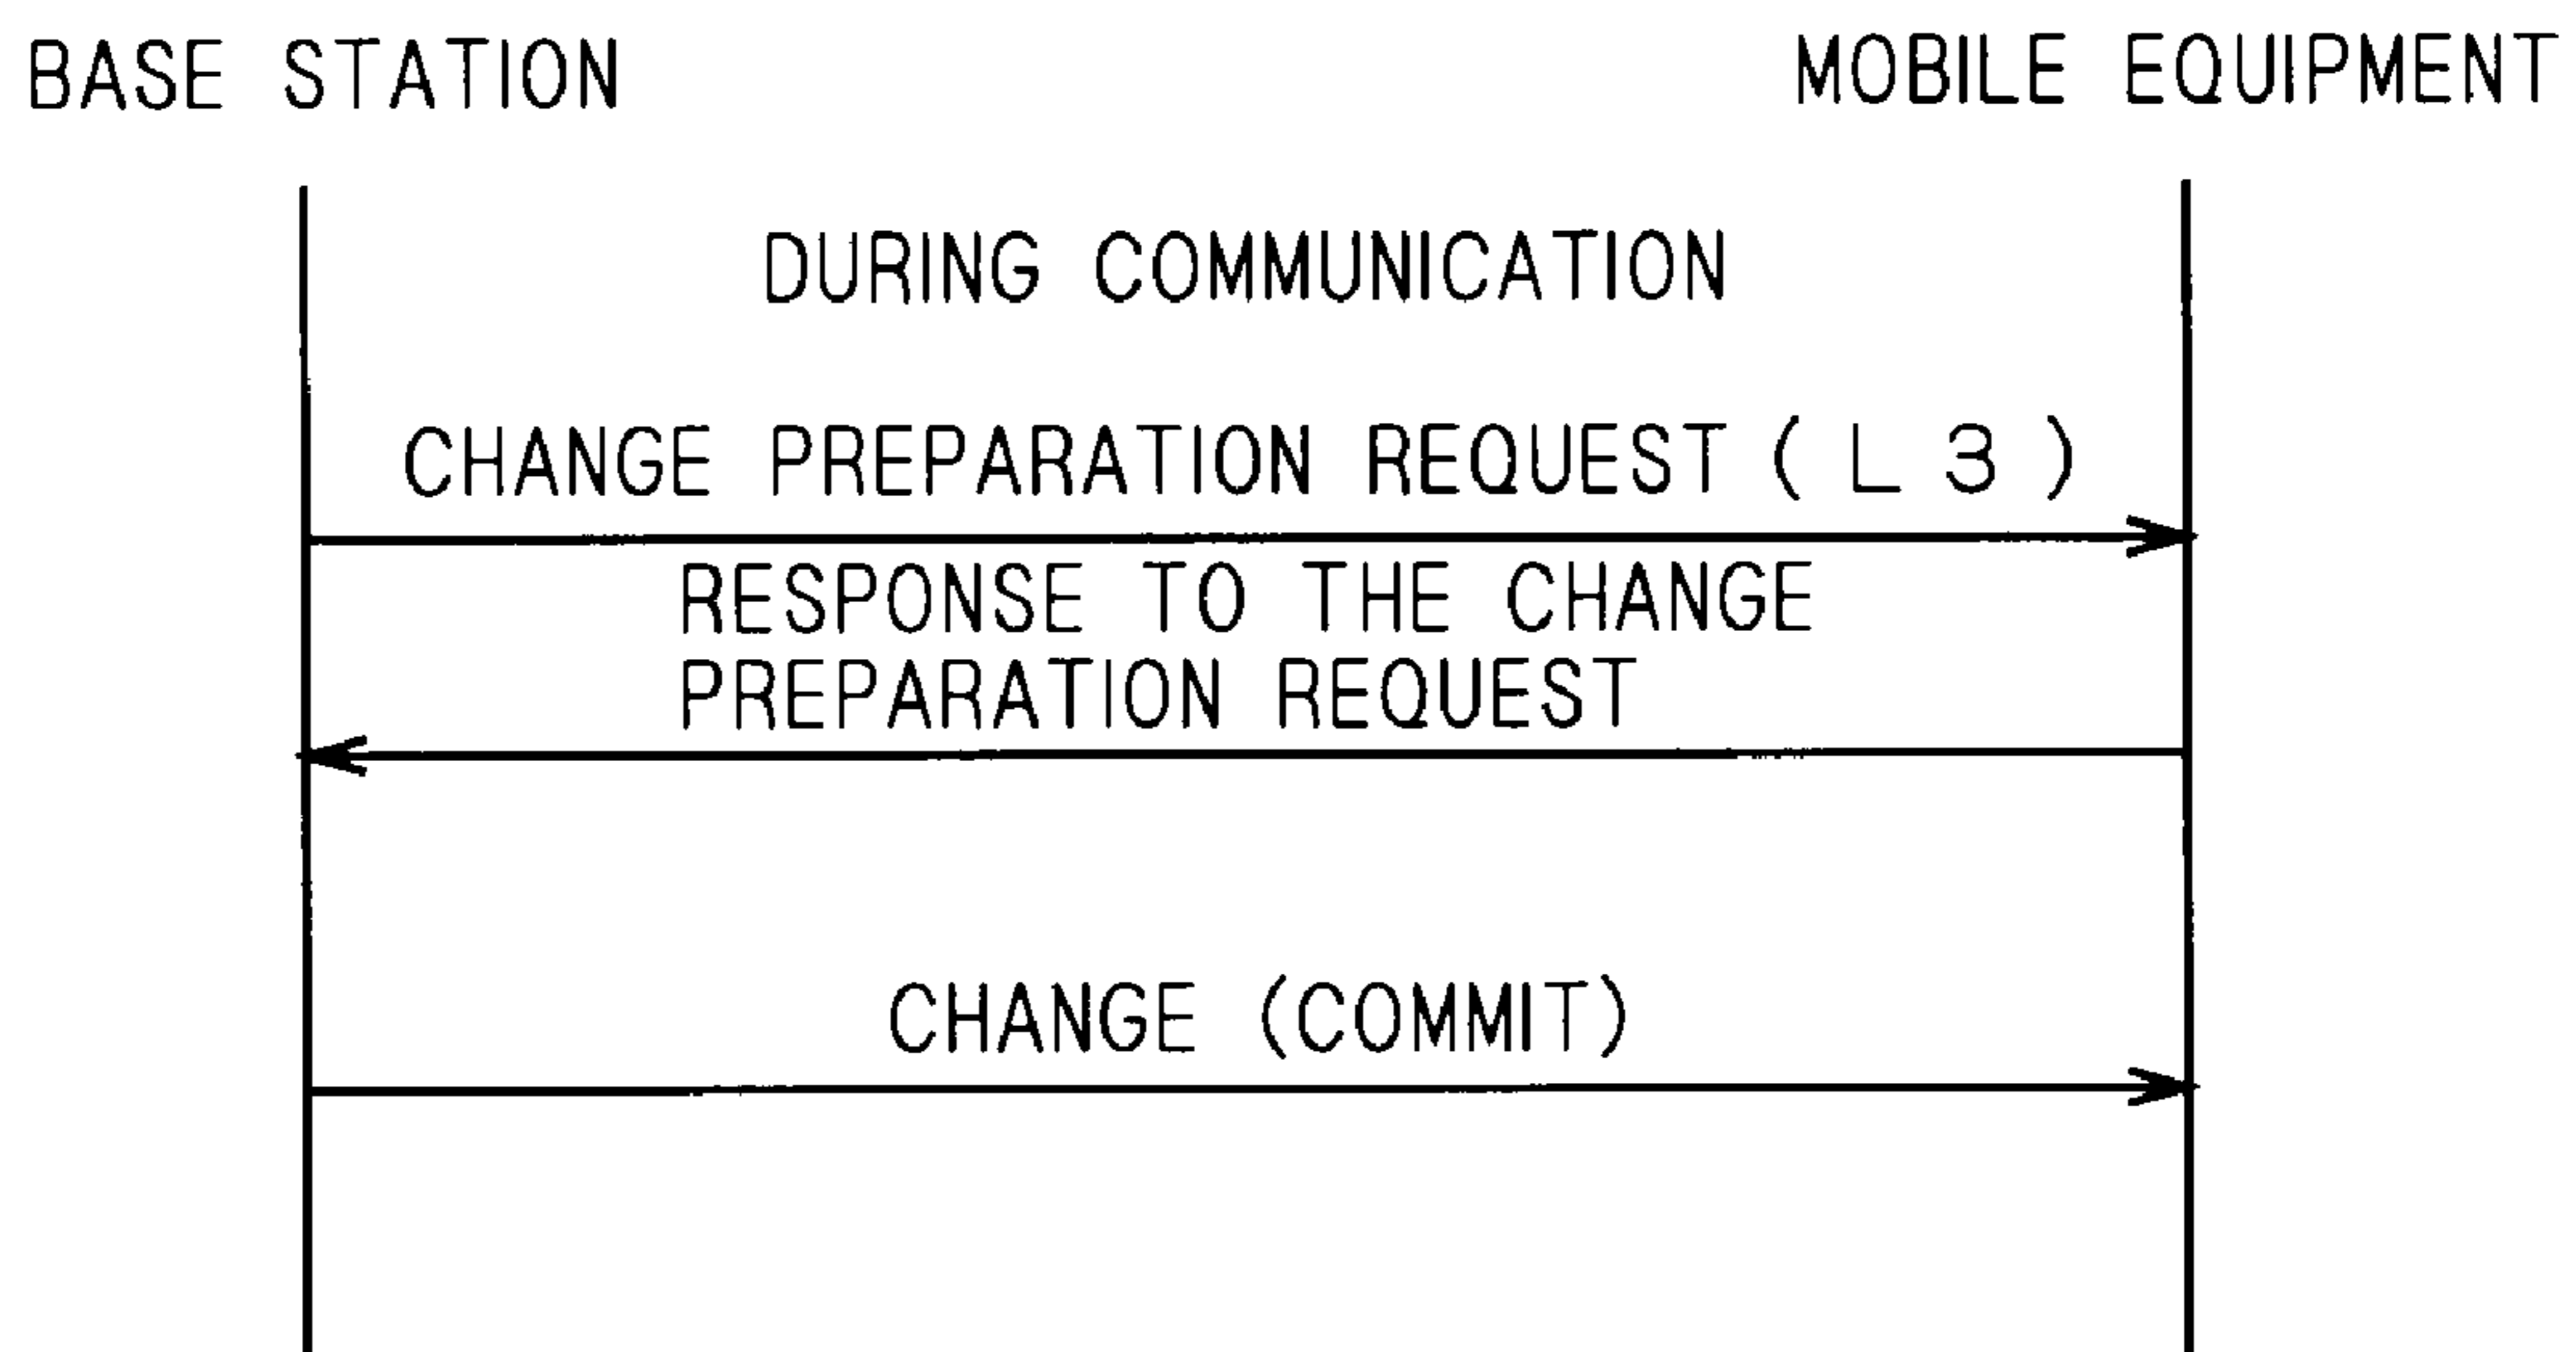 BASE STATION
MOBILE EQUIPMENT
DURING COMMUNICATION
CHANGE PREPARATION REQUEST ( L 3 )
RESPONSE TO THE CHANGE
PREPARATION REQUEST
CHANGE (COMMIT)